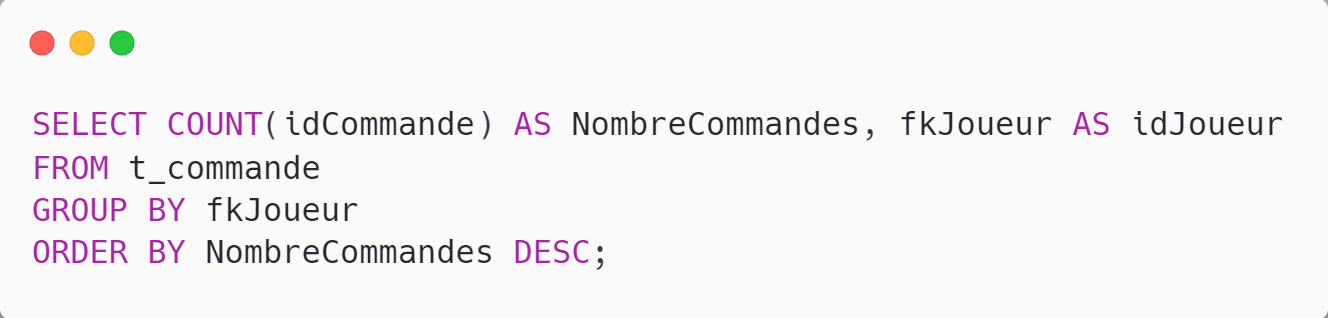 SELECT COUNT(idCommande) AS NombreCommandes, fkJoueur AS idJoueur
FROM t_commande
GROUP BY fkJoueur
ORDER BY NombreCommandes DESC;